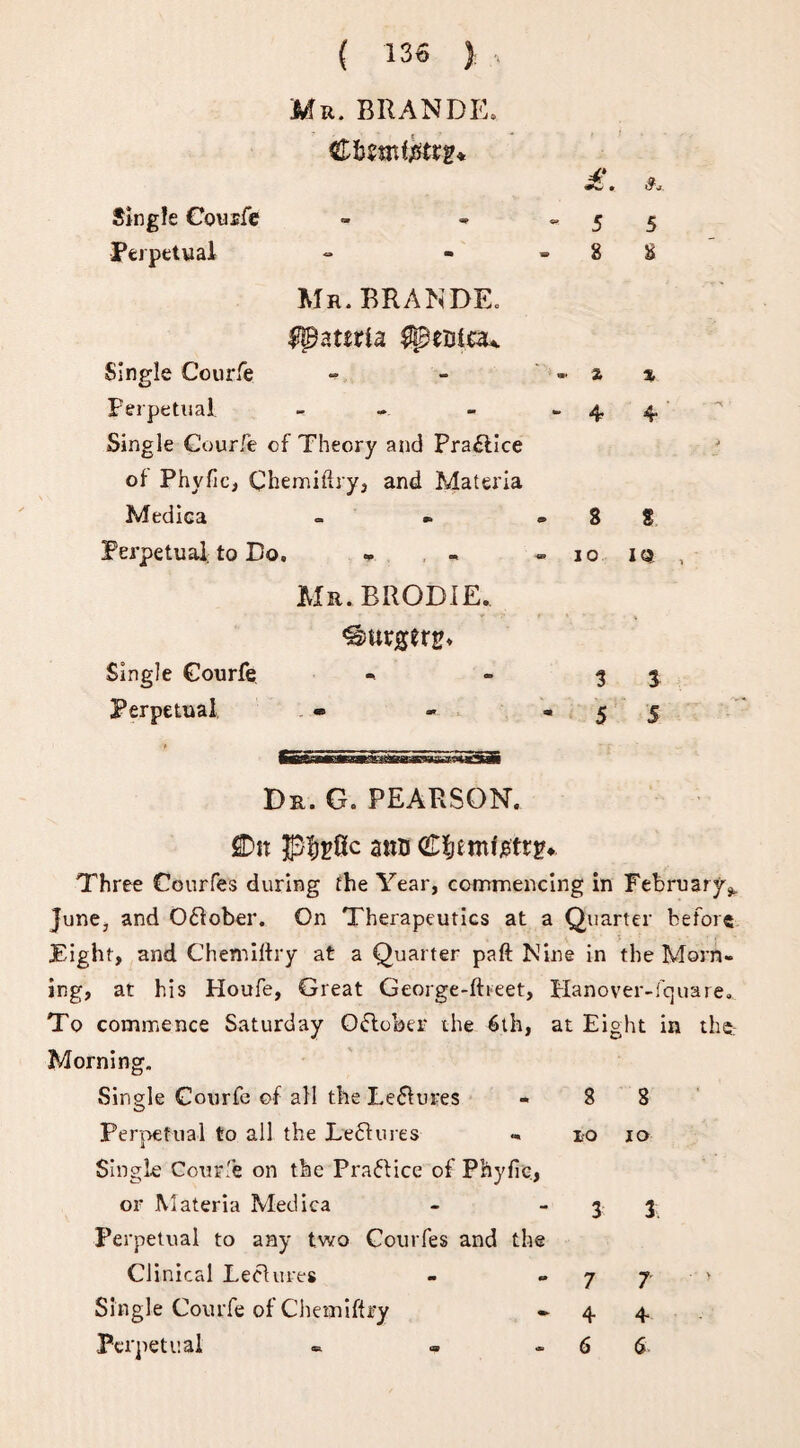 ( 136 )
Mr. BRANDE.
Chemistry.
£. s.
Single Courſe - - - 5 5
Perpetual - - - 8 8
Mr. BRANDE.
Materia Medica.
Single Courſe - - - 2 2
Perpetual - - - - 4 4
Single Courſe of Theory and Practice
of Phyſic, Chemiſtry, and Materia
Medica - - - 8 8
Perpetual to Do. - - - 10 10
Mr. BRODIE.
Surgery.
Single Courſe - - 3 3
Perpetual - - - 5 5
Dr. G. PEARSON.
On Phyſic and Chemistry.
Three Courſes during the Year, commencing in February,
June, and October. On Therapeutics at a Quarter before
Eight, and Chemiſtry at a Quarter paſt Nine in the Morn-
ing, at his Houſe, Great George-ſtreet, Hanover-ſquare.
To commence Saturday October the 6th, at Eight in the
Morning.
Single Courſe of all the Lectures - 8 8
Perpetual to all the Lectures - 10 10
Single Courſe on the Practice of Phyſic,
or Materia Medica - - 3 3
Perpetual to any two Courſes and the
Clinical Lectures - - 7 7
Single Courſe of Chemiſtry - 4 4
Perpetual - - - 6 6